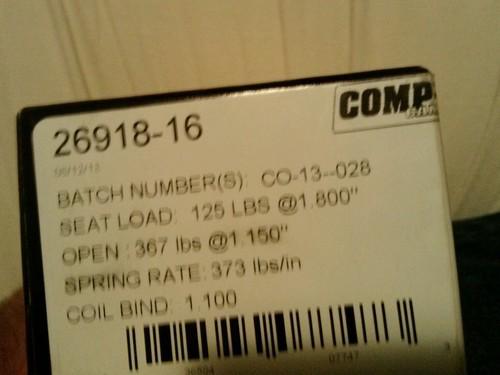 COMP
26918-16
BATCH NUMBER(S): CO-13--028
SEAT LOAD: 125 LBS @1.800"
OPEN : 367 lbs @1.150"
SPRING RATE: 373 lbs/in
COIL BIND: 1.100
07747